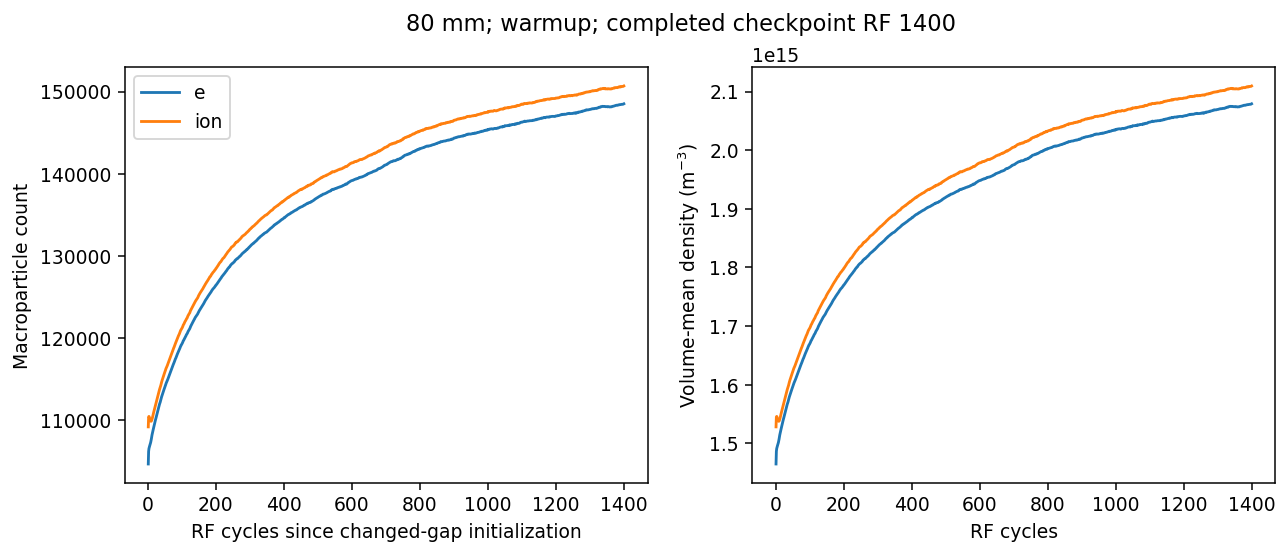 80 mm; warmup; completed checkpoint RF 1400
e
ion
150000
140000
130000
120000
110000
Macroparticle count
0 200 400 600 800 1000 1200 1400
RF cycles since changed-gap initialization
1e15
2.1
2.0
1.9
1.8
1.7
1.6
1.5
Volume-mean density (m⁻³)
0 200 400 600 800 1000 1200 1400
RF cycles